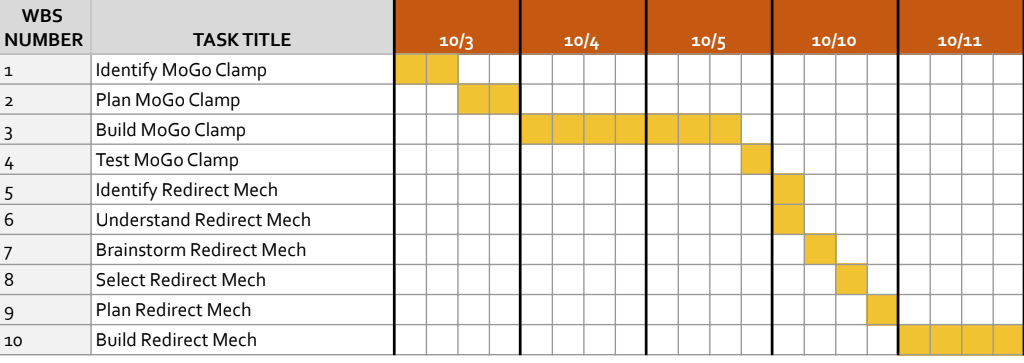 WBS NUMBER TASK TITLE 10/3 10/4 10/5 10/10 10/11
1 Identify MoGo Clamp
2 Plan MoGo Clamp
3 Build MoGo Clamp
4 Test MoGo Clamp
5 Identify Redirect Mech
6 Understand Redirect Mech
7 Brainstorm Redirect Mech
8 Select Redirect Mech
9 Plan Redirect Mech
10 Build Redirect Mech